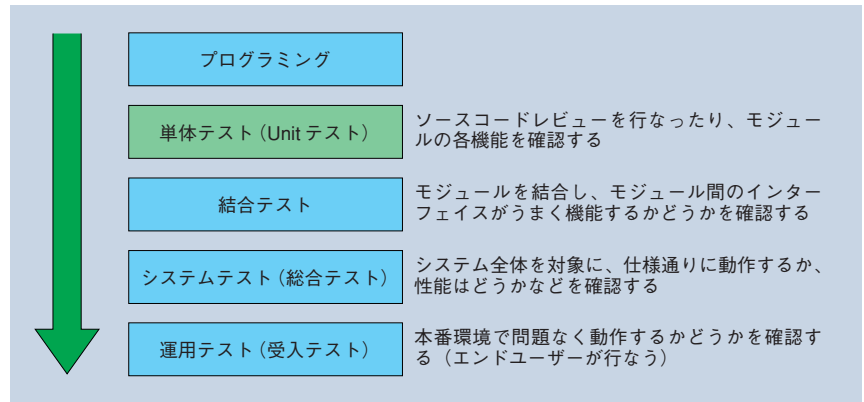 プログラミング
単体テスト(Unit テスト)
ソースコードレビューを行なったり、モジュー
ルの各機能を確認する
結合テスト
モジュールを結合し、モジュール間のインター
フェイスがうまく機能するかどうかを確認する
システムテスト(総合テスト)
システム全体を対象に、仕様通りに動作するか、
性能はどうかなどを確認する
運用テスト(受入テスト)
本番環境で問題なく動作するかどうかを確認す
る(エンドユーザーが行なう)